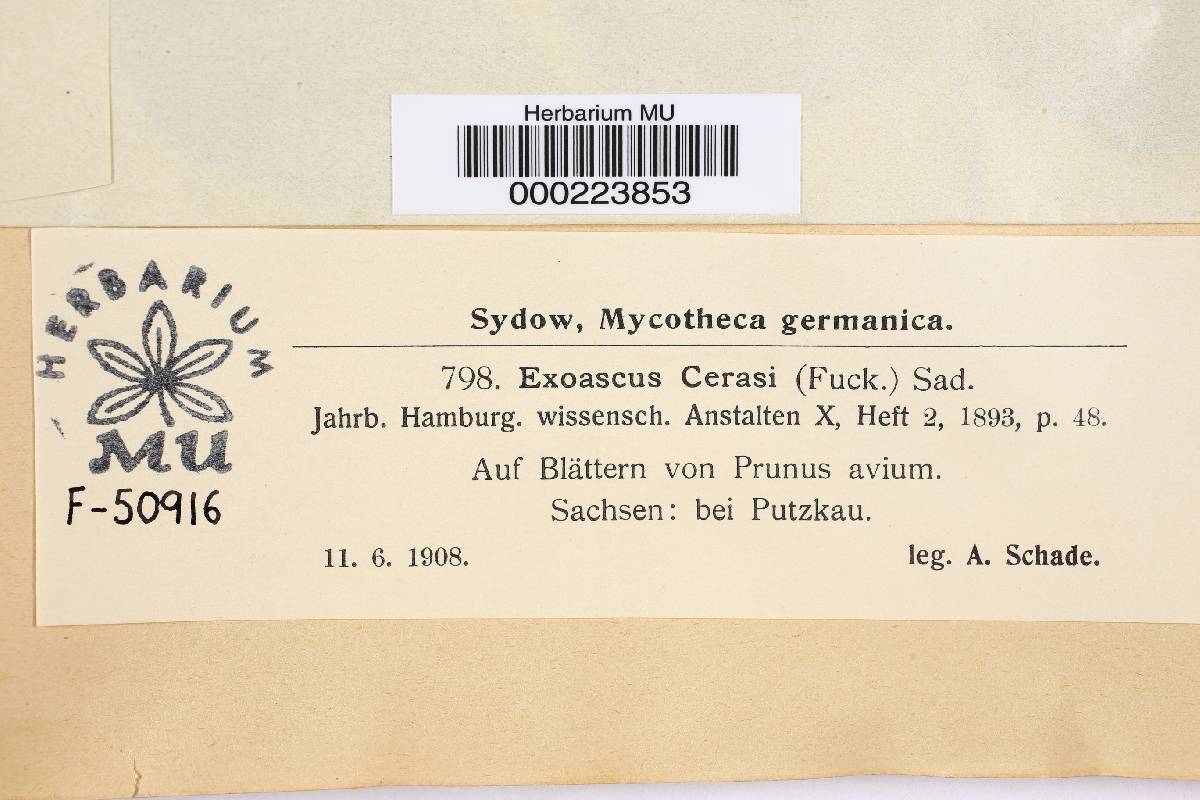 Herbarium MU
000223853
HERBARIUM
MU
F-50916
Sydow, Mycotheca germanica.
798. Exoascus Cerasi (Fuck.) Sad.
Jahrb. Hamburg. wissensch. Anstalten X, Heft 2, 1893, p. 48.
Auf Blättern von Prunus avium.
Sachsen: bei Putzkau.
11. 6. 1908. leg. A. Schade.